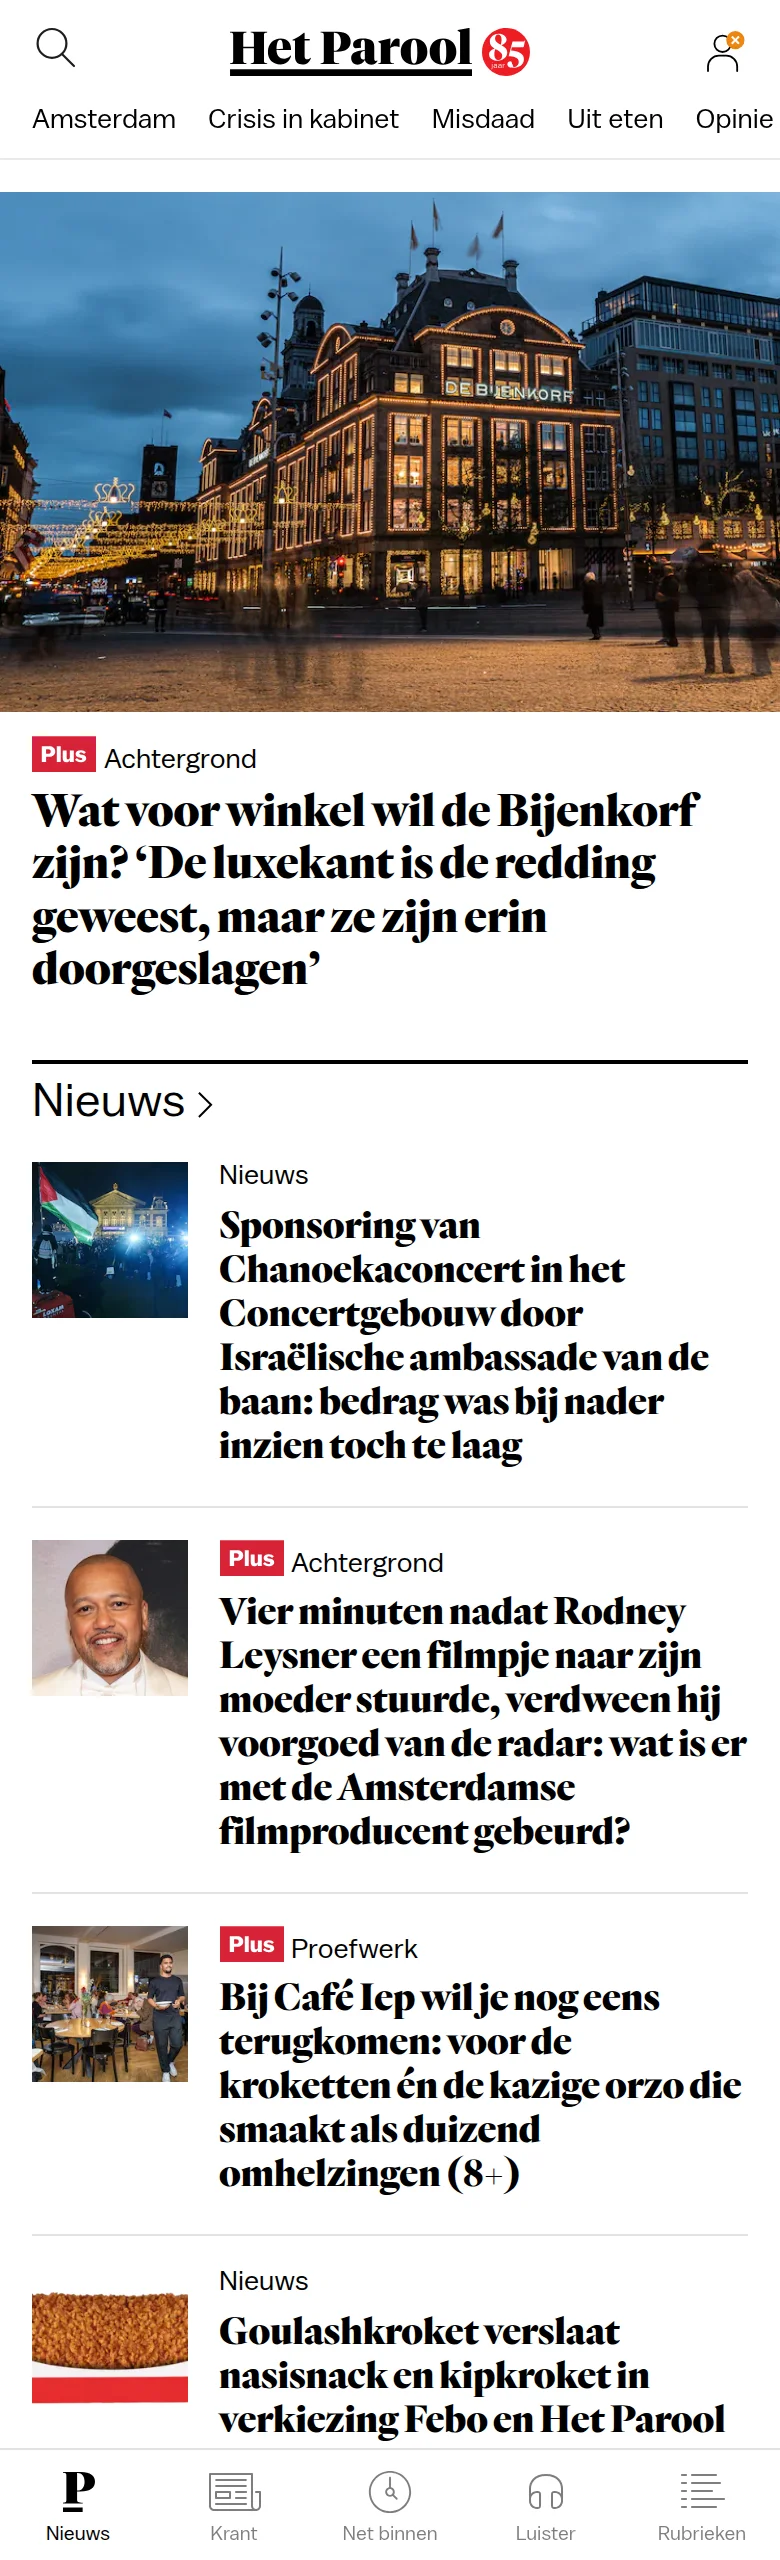 Het Parool 85 jaar
Amsterdam Crisis in kabinet Misdaad Uit eten Opinie
DE BIJENKORF
Plus Achtergrond
Wat voor winkel wil de Bijenkorf
zijn? ‘De luxekant is de redding
geweest, maar ze zijn erin
doorgeslagen’
Nieuws
Nieuws
Sponsoring van
Chanoekaconcert in het
Concertgebouw door
Israëlische ambassade van de
baan: bedrag was bij nader
inzien toch te laag
LOXAM
Plus Achtergrond
Vier minuten nadat Rodney
Leysner een filmpje naar zijn
moeder stuurde, verdween hij
voorgoed van de radar: wat is er
met de Amsterdamse
filmproducent gebeurd?
Plus Proefwerk
Bij Café Iep wil je nog eens
terugkomen: voor de
kroketten én de kazige orzo die
smaakt als duizend
omhelzingen (8+)
Nieuws
Goulashkroket verslaat
nasisnack en kipkroket in
verkiezing Febo en Het Parool
P
Nieuws Krant Net binnen Luister Rubrieken